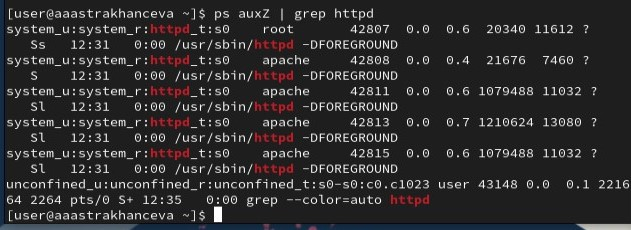 [user@aaastrakhanceva ~]$ ps auxZ | grep httpd
system_u:system_r:httpd_t:s0    root       42807  0.0  0.6  20340 11612 ?
   Ss   12:31   0:00 /usr/sbin/httpd -DFOREGROUND
system_u:system_r:httpd_t:s0    apache     42808  0.0  0.4  21676  7460 ?
   S    12:31   0:00 /usr/sbin/httpd -DFOREGROUND
system_u:system_r:httpd_t:s0    apache     42811  0.0  0.6 1079488 11032 ?
   Sl   12:31   0:00 /usr/sbin/httpd -DFOREGROUND
system_u:system_r:httpd_t:s0    apache     42813  0.0  0.7 1210624 13080 ?
   Sl   12:31   0:00 /usr/sbin/httpd -DFOREGROUND
system_u:system_r:httpd_t:s0    apache     42815  0.0  0.6 1079488 11032 ?
   Sl   12:31   0:00 /usr/sbin/httpd -DFOREGROUND
unconfined_u:unconfined_r:unconfined_t:s0-s0:c0.c1023 user 43148 0.0  0.1 2216
64 2264 pts/0 S+ 12:35   0:00 grep --color=auto httpd
[user@aaastrakhanceva ~]$